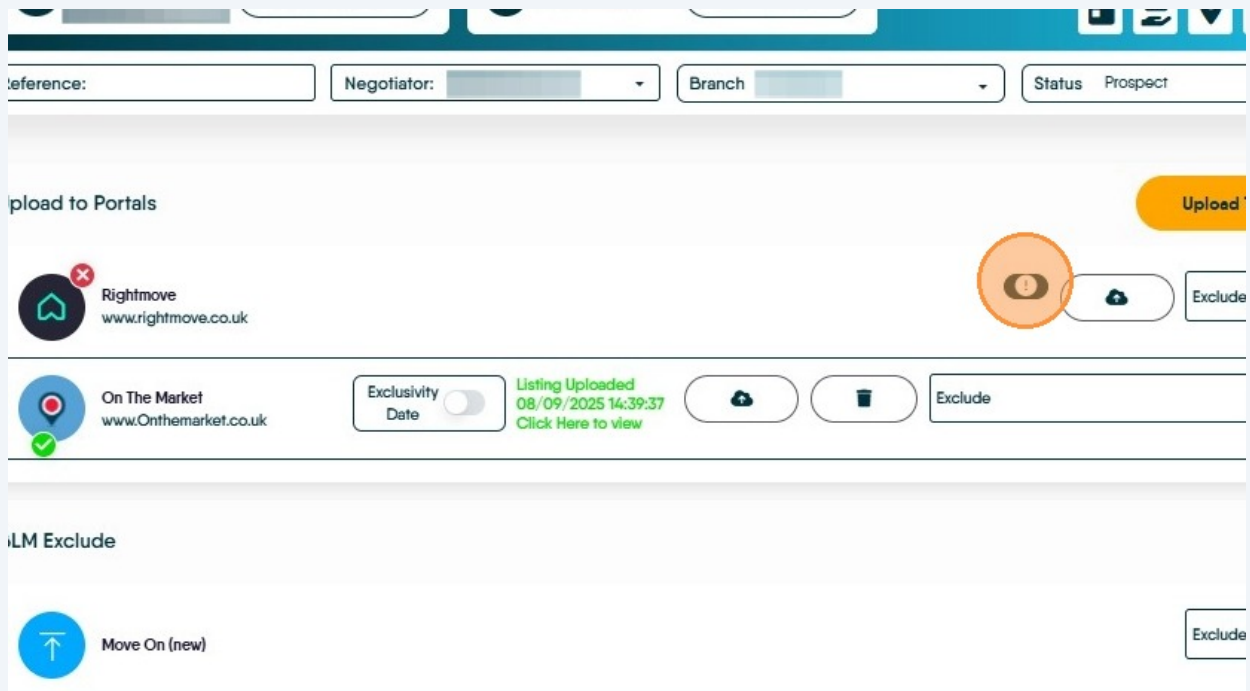 eference:
Negotiator:
Branch
Status Prospect
pload to Portals
Upload
Rightmove
www.rightmove.co.uk
Exclude
On The Market
www.Onthemarket.co.uk
Exclusivity
Date
Listing Uploaded
08/09/2025 14:39:37
Click Here to view
Exclude
LM Exclude
Move On (new)
Exclude